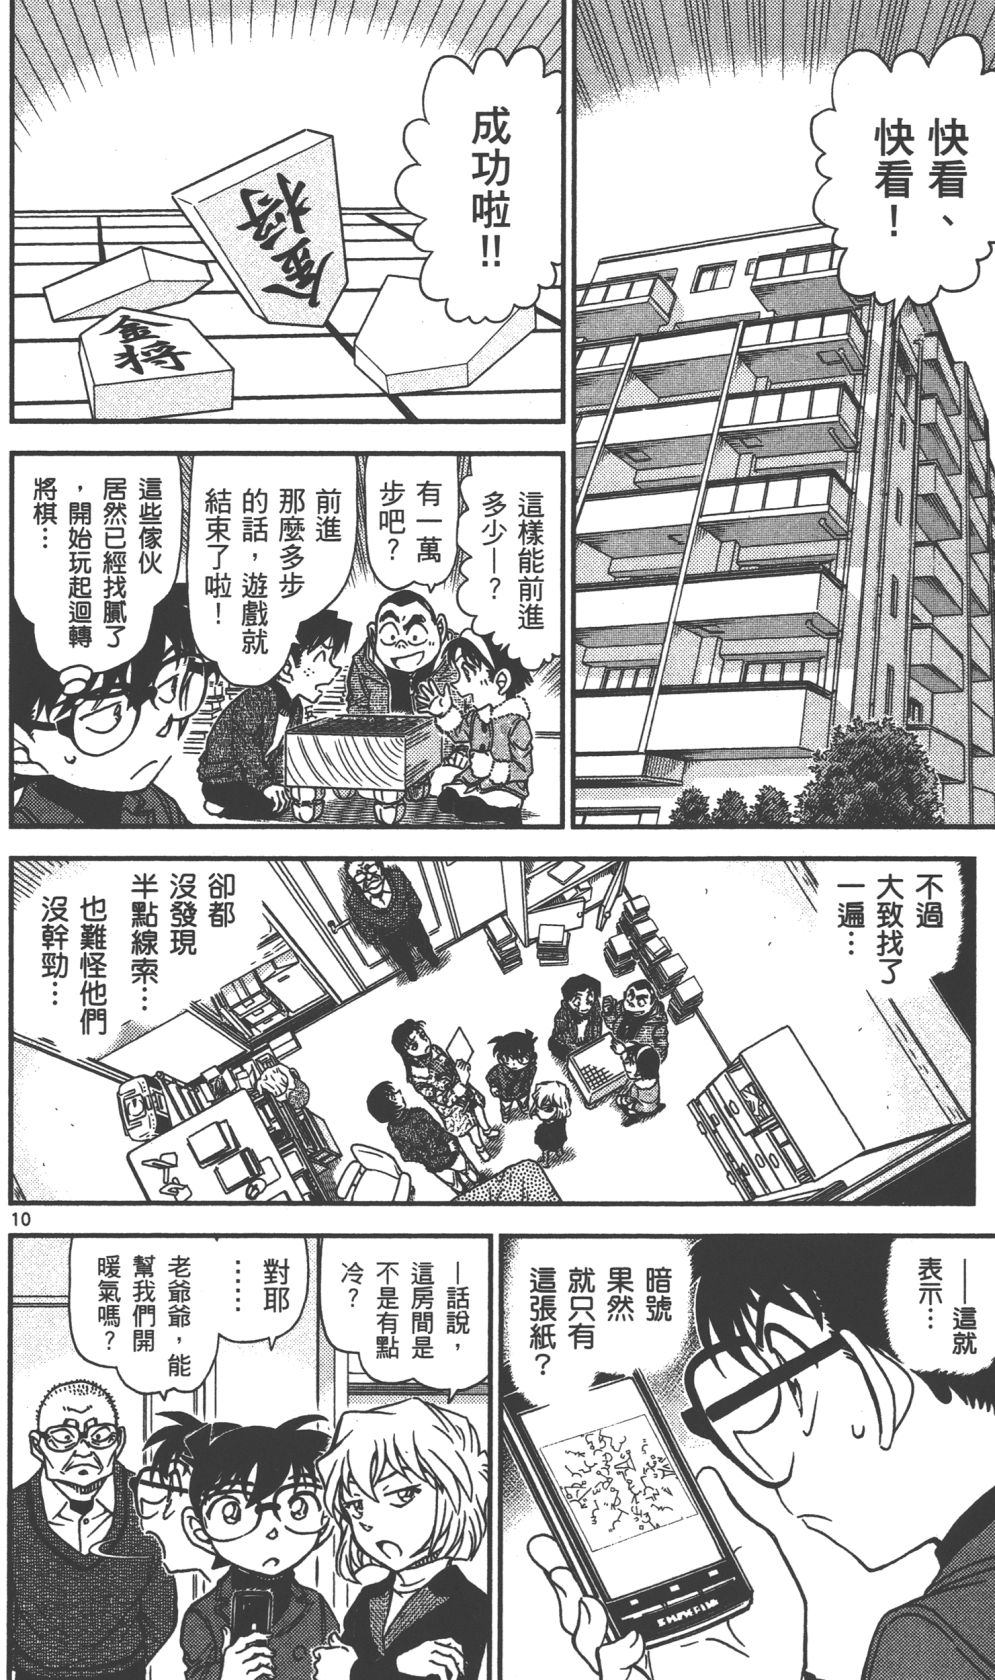 快看、
快看！
成功啦!!
金將
金將
這樣能前進
多少—？
有一萬
步吧？
前進
那麼多步
的話，遊戲就
結束了啦！
這些傢伙
居然已經找膩了
，開始玩起迴轉
將棋…
不過
大致找了
一遍…
卻都
沒發現
半點線索…
也難怪他們
沒幹勁…
10
—這就
表示…
暗號
果然
就只有
這張紙？
—話說，
這房間是
不是有點
冷？
對耶
……
老爺爺，能
幫我們開
暖氣嗎？